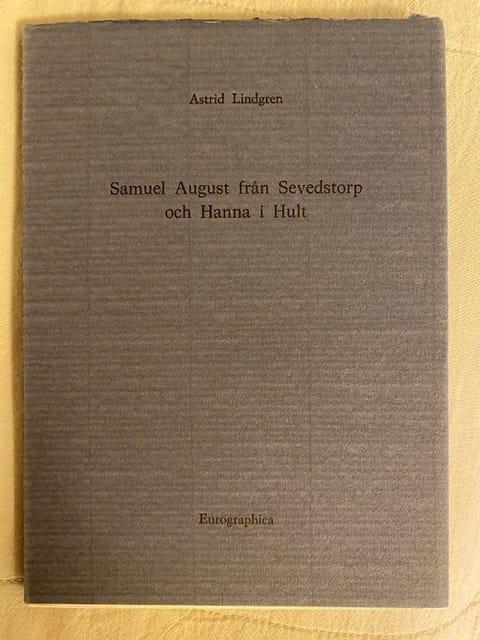 Astrid Lindgren
Samuel August från Sevedstorp
och Hanna i Hult
Eurographica